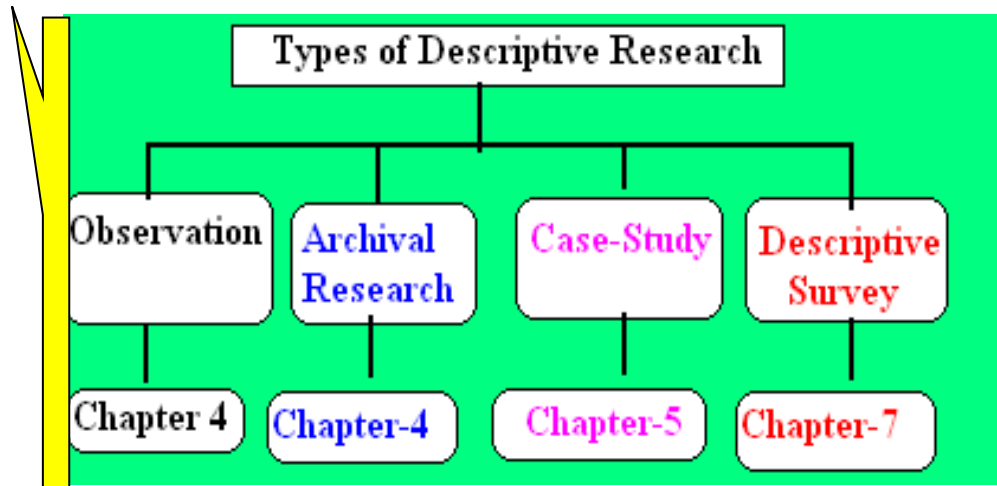 Types of Descriptive Research
Observation
Archival
Research
Case-Study
Descriptive
Survey
Chapter 4
Chapter-4
Chapter-5
Chapter-7